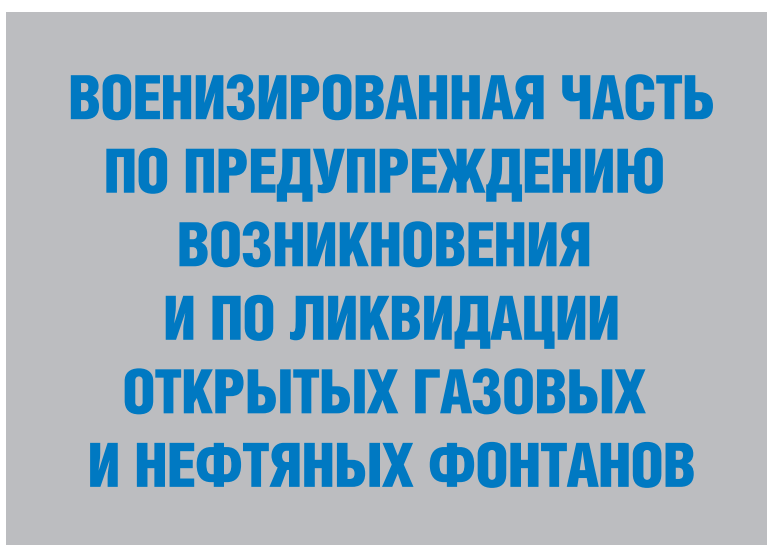 ВОЕНИЗИРОВАННАЯ ЧАСТЬ
ПО ПРЕДУПРЕЖДЕНИЮ
ВОЗНИКНОВЕНИЯ
И ПО ЛИКВИДАЦИИ
ОТКРЫТЫХ ГАЗОВЫХ
И НЕФТЯНЫХ ФОНТАНОВ